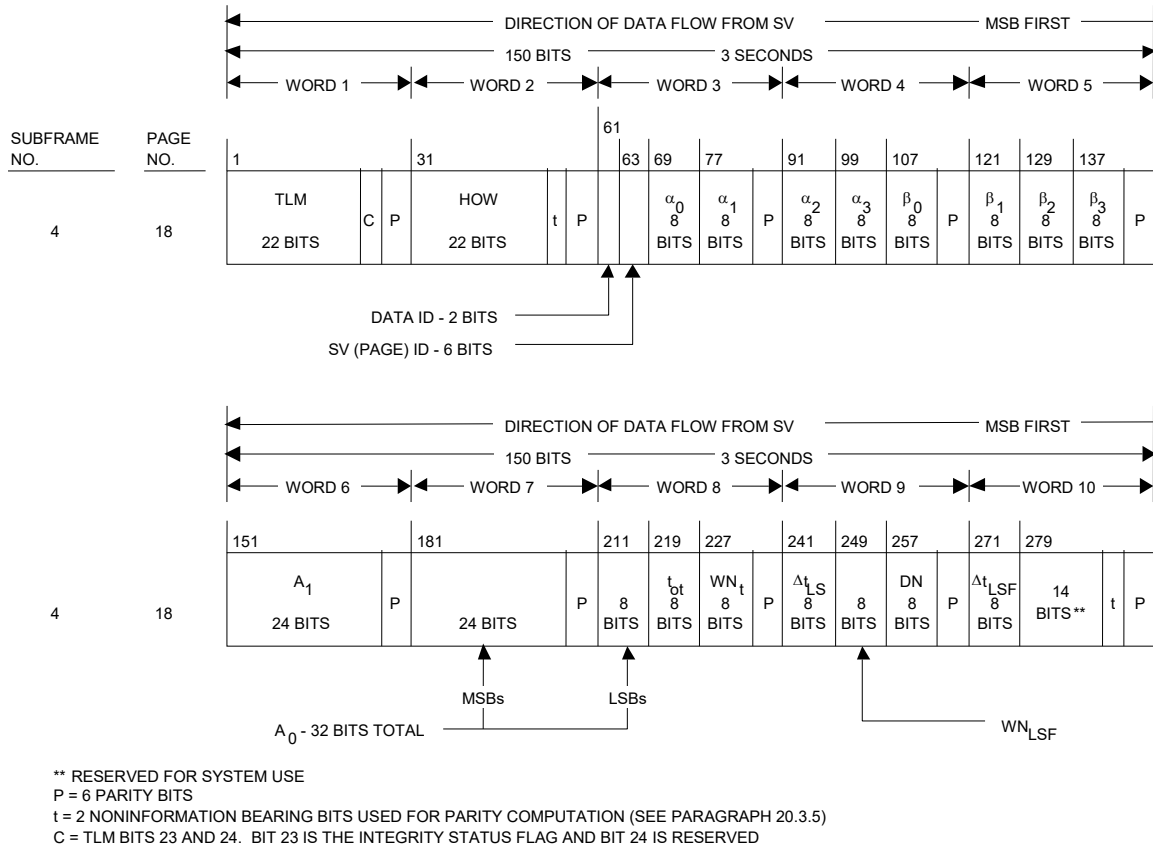 DIRECTION OF DATA FLOW FROM SV MSB FIRST
150 BITS 3 SECONDS
WORD 1 WORD 2 WORD 3 WORD 4 WORD 5
SUBFRAME NO. PAGE NO.
1 31 61 63 69 77 91 99 107 121 129 137
4 18
TLM 22 BITS C P HOW 22 BITS t P α0 8 BITS α1 8 BITS P α2 8 BITS α3 8 BITS β0 8 BITS P β1 8 BITS β2 8 BITS β3 8 BITS P
DATA ID - 2 BITS
SV (PAGE) ID - 6 BITS
DIRECTION OF DATA FLOW FROM SV MSB FIRST
150 BITS 3 SECONDS
WORD 6 WORD 7 WORD 8 WORD 9 WORD 10
151 181 211 219 227 241 249 257 271 279
4 18
A1 24 BITS P 24 BITS P 8 BITS tot 8 BITS WNt 8 BITS P ΔtLS 8 BITS 8 BITS DN 8 BITS P ΔtLSF 8 BITS 14 BITS** t P
MSBs LSBs
A0 - 32 BITS TOTAL
WNLSF
** RESERVED FOR SYSTEM USE
P = 6 PARITY BITS
t = 2 NONINFORMATION BEARING BITS USED FOR PARITY COMPUTATION (SEE PARAGRAPH 20.3.5)
C = TLM BITS 23 AND 24. BIT 23 IS THE INTEGRITY STATUS FLAG AND BIT 24 IS RESERVED